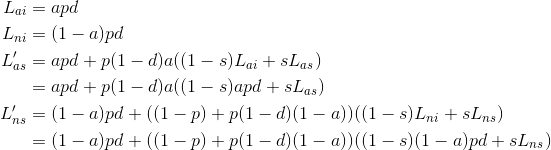 L_{ai} = apd
L_{ni} = (1 − a)pd
L′_{as} = apd + p(1 − d)a((1 − s)L_{ai} + sL_{as})
= apd + p(1 − d)a((1 − s)apd + sL_{as})
L′_{ns} = (1 − a)pd + ((1 − p) + p(1 − d)(1 − a))((1 − s)L_{ni} + sL_{ns})
= (1 − a)pd + ((1 − p) + p(1 − d)(1 − a))((1 − s)(1 − a)pd + sL_{ns})